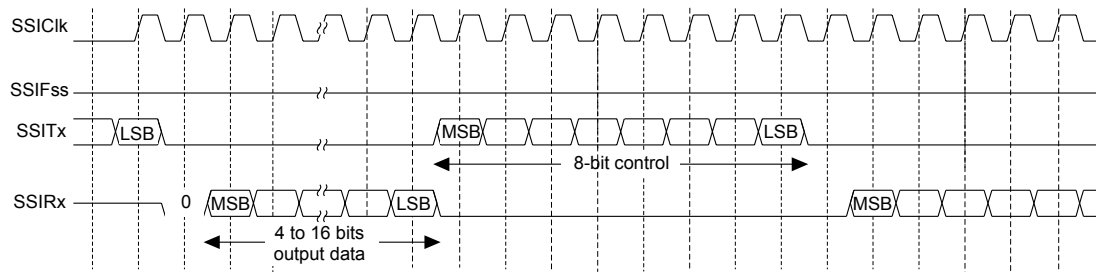 SSIClk
SSIFss
SSITx
LSB
MSB
LSB
8-bit control
SSIRx
0
MSB
LSB
MSB
4 to 16 bits
output data